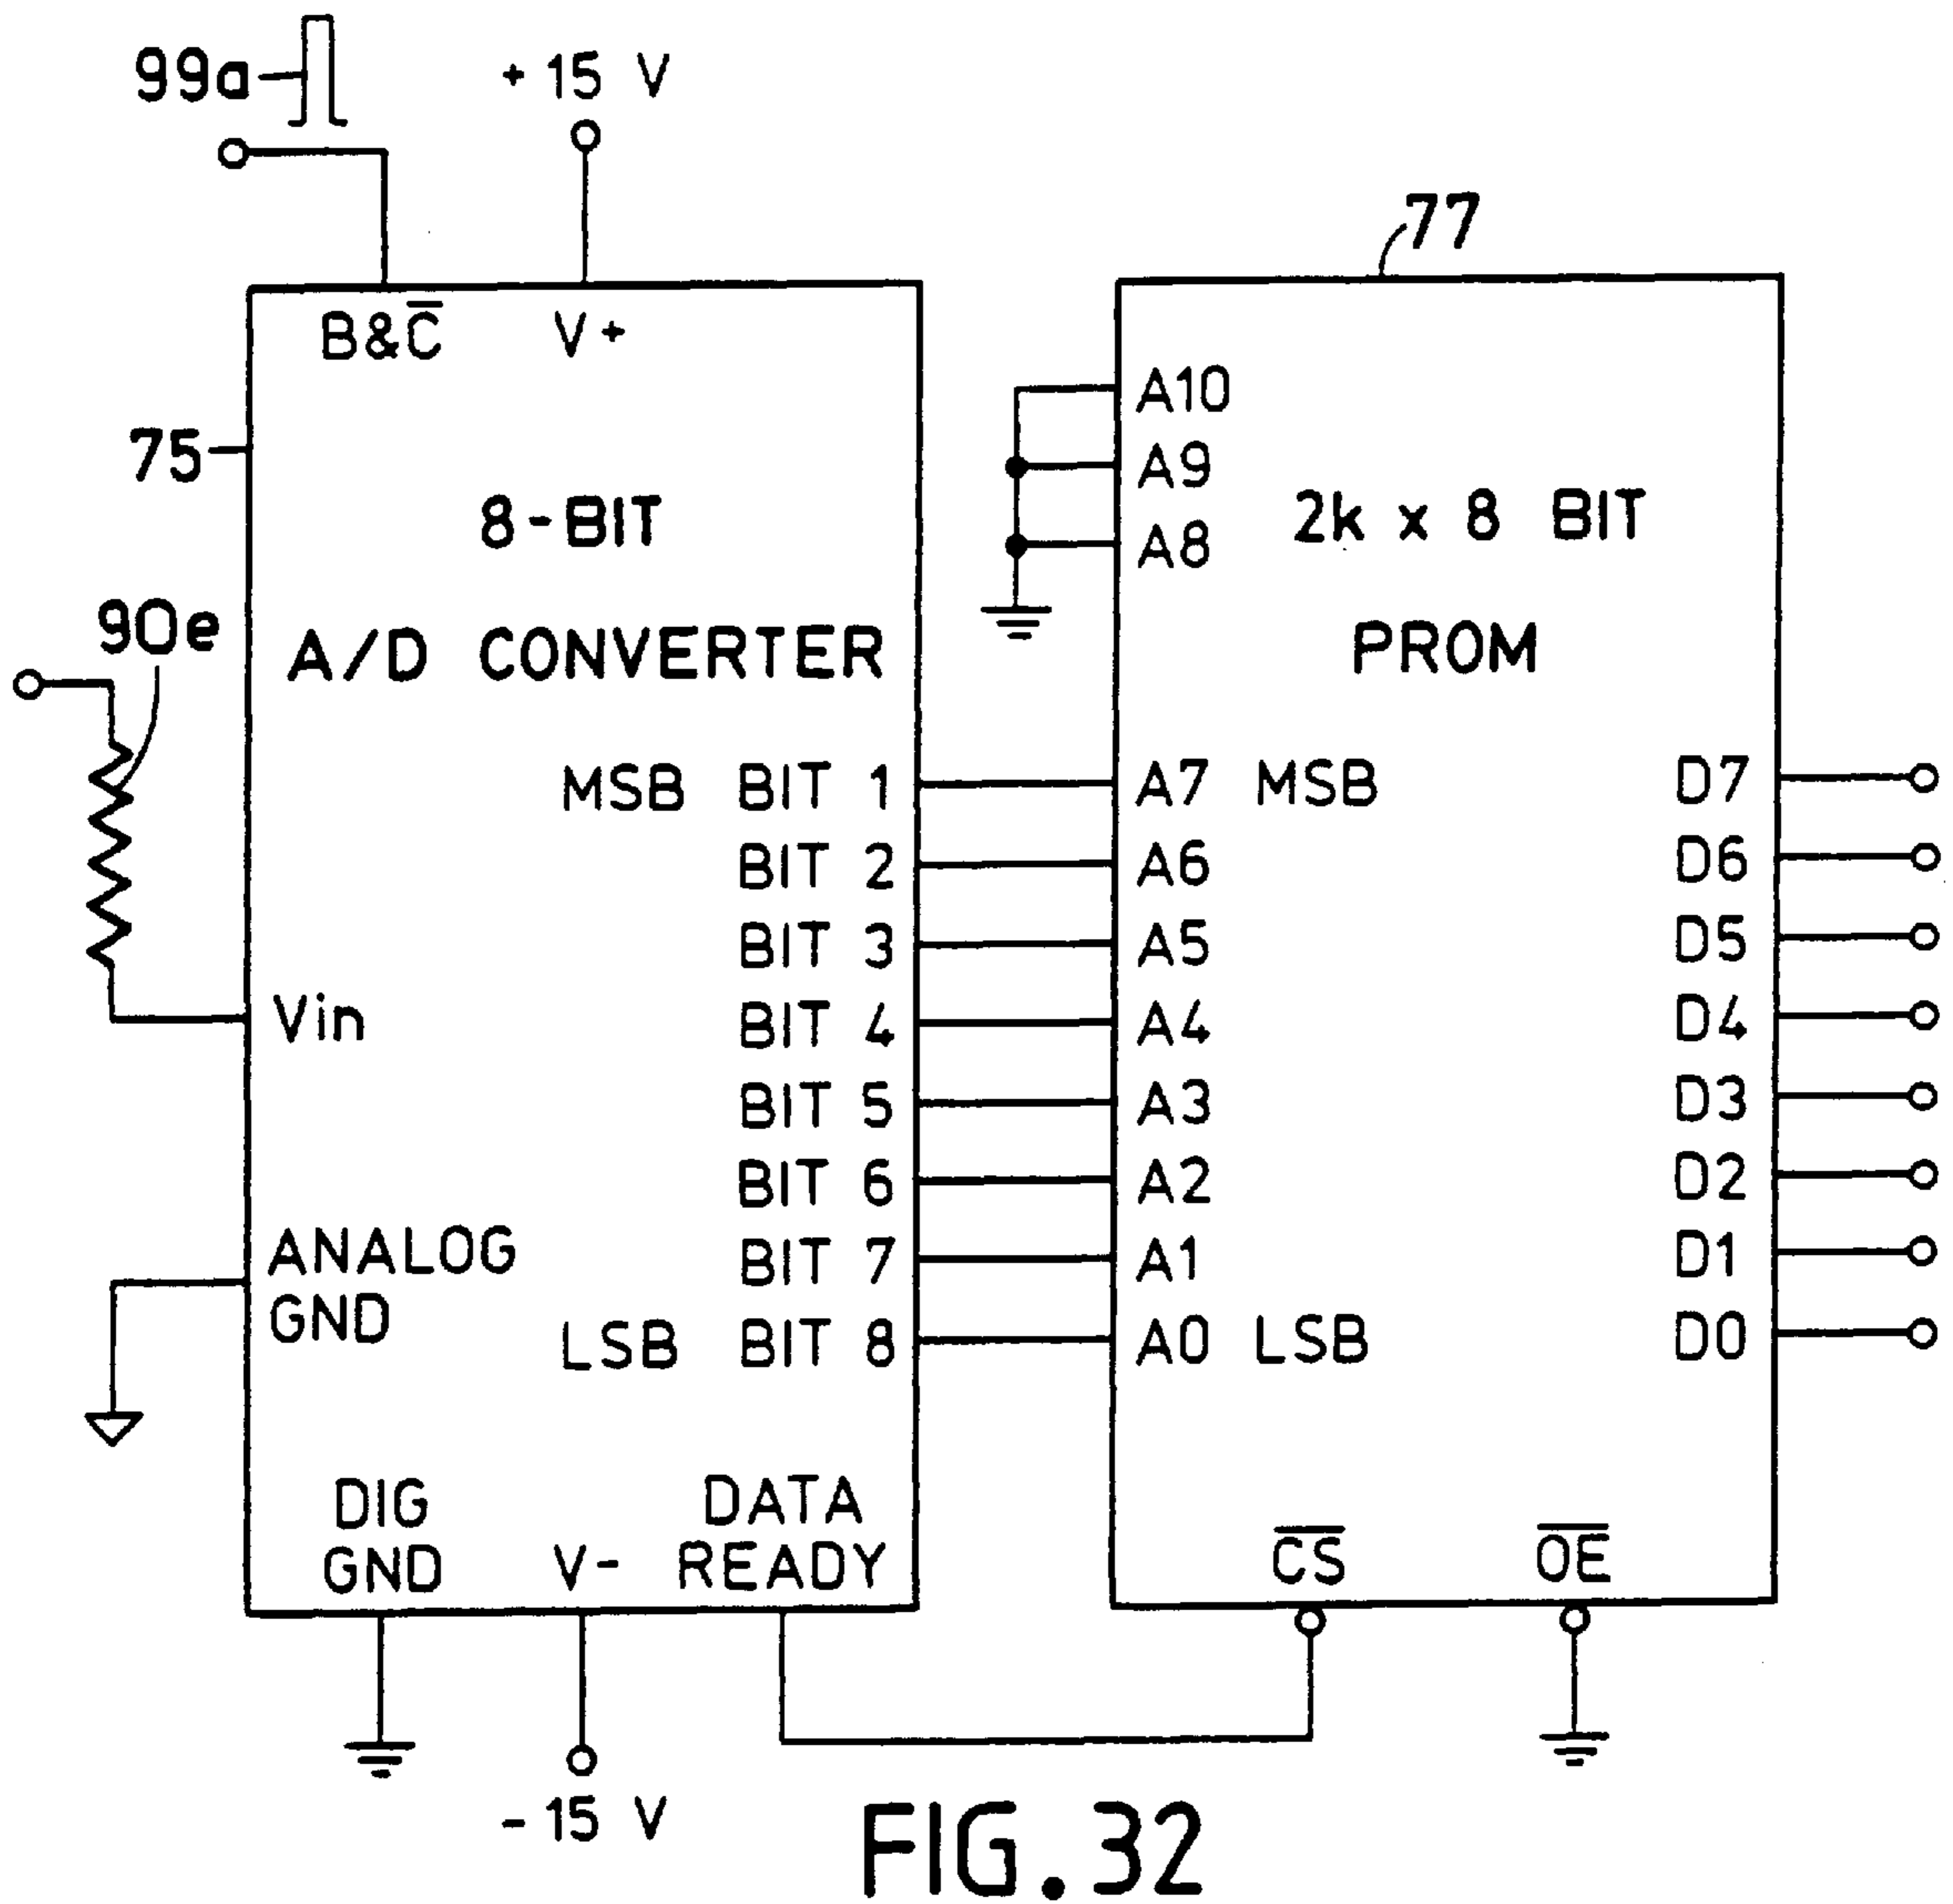 99a
+15 V
77
B&C̅ V+
A10
75
A9
8-BIT
2k x 8 BIT
A8
90e
A/D CONVERTER
PROM
MSB BIT 1
A7 MSB
D7
BIT 2
A6
D6
BIT 3
A5
D5
Vin
BIT 4
A4
D4
BIT 5
A3
D3
BIT 6
A2
D2
ANALOG
GND
BIT 7
A1
D1
LSB BIT 8
A0 LSB
D0
DIG
GND
V-
DATA
READY
C̅S̅
O̅E̅
-15 V
FIG. 32